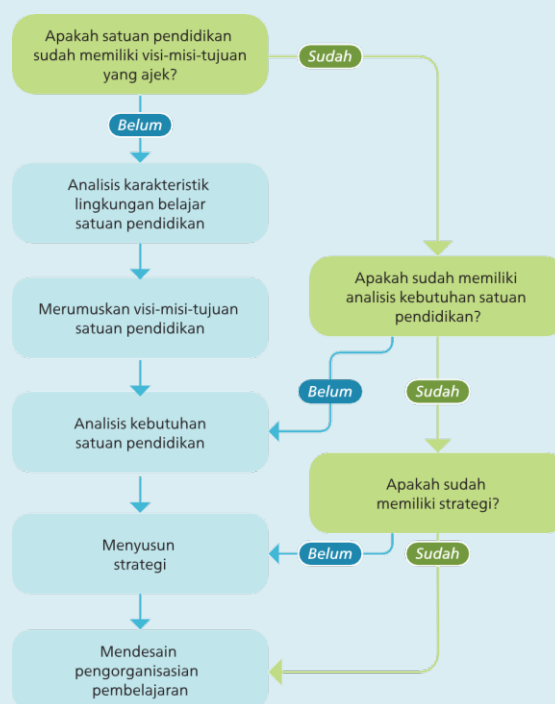 Apakah satuan pendidikan
sudah memiliki visi-misi-tujuan
yang ajek?
Sudah
Belum
Analisis karakteristik
lingkungan belajar
satuan pendidikan
Apakah sudah memiliki
analisis kebutuhan satuan
pendidikan?
Merumuskan visi-misi-tujuan
satuan pendidikan
Belum
Sudah
Analisis kebutuhan
satuan pendidikan
Apakah sudah
memiliki strategi?
Menyusun
strategi
Belum
Sudah
Mendesain
pengorganisasian
pembelajaran